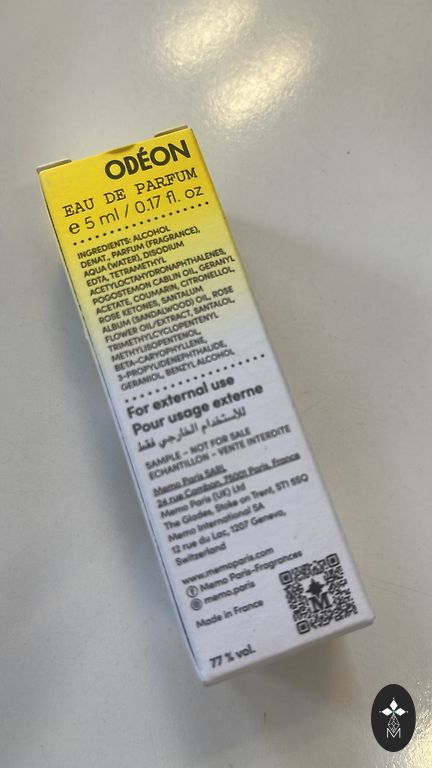 ODÉON
EAU DE PARFUM
e 5 ml / 0.17 fl. oz
INGREDIENTS: ALCOHOL
DENAT., PARFUM (FRAGRANCE),
AQUA (WATER), DISODIUM
EDTA, TETRAMETHYL
ACETYLOCTAHYDRONAPHTHALENES,
POGOSTEMON CABLIN OIL, GERANYL
ACETATE, COUMARIN, CITRONELLOL,
ROSE KETONES, SANTALUM
ALBUM (SANDALWOOD) OIL, ROSE
FLOWER OIL/EXTRACT, SANTALOL,
TRIMETHYLCYCLOPENTENYL
METHYLISOPENTENOL,
BETA-CARYOPHYLLENE,
3-PROPYLIDENEPHTHALIDE,
GERANIOL, BENZYL ALCOHOL
For external use
Pour usage externe
للأستخدام الخارجي فقط
SAMPLE - NOT FOR SALE
ECHANTILLON - VENTE INTERDITE
Memo Paris SARL
24 rue Cambon, 75001 Paris, France
Memo Paris (UK) Ltd
The Glades, Stoke on Trent, ST1 5SQ
Memo International SA
12 rue du Lac, 1207 Geneva,
Switzerland
www.memoparis.com
Memo Paris-Fragrances
memo.paris
Made in France
M
77 % vol.
M